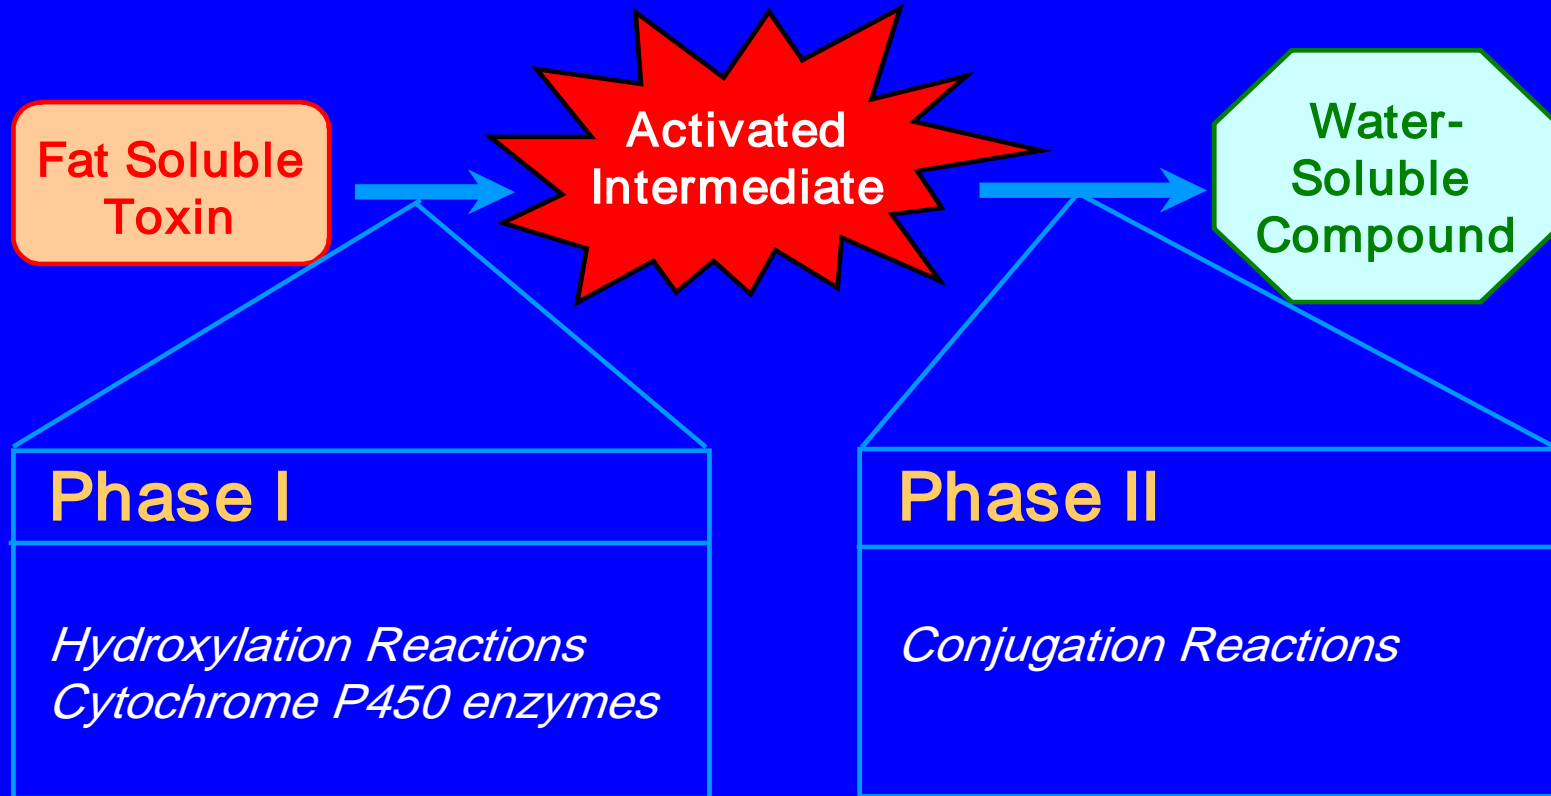 Fat Soluble
Toxin
Activated
Intermediate
Water-
Soluble
Compound
Phase I
Hydroxylation Reactions
Cytochrome P450 enzymes
Phase II
Conjugation Reactions